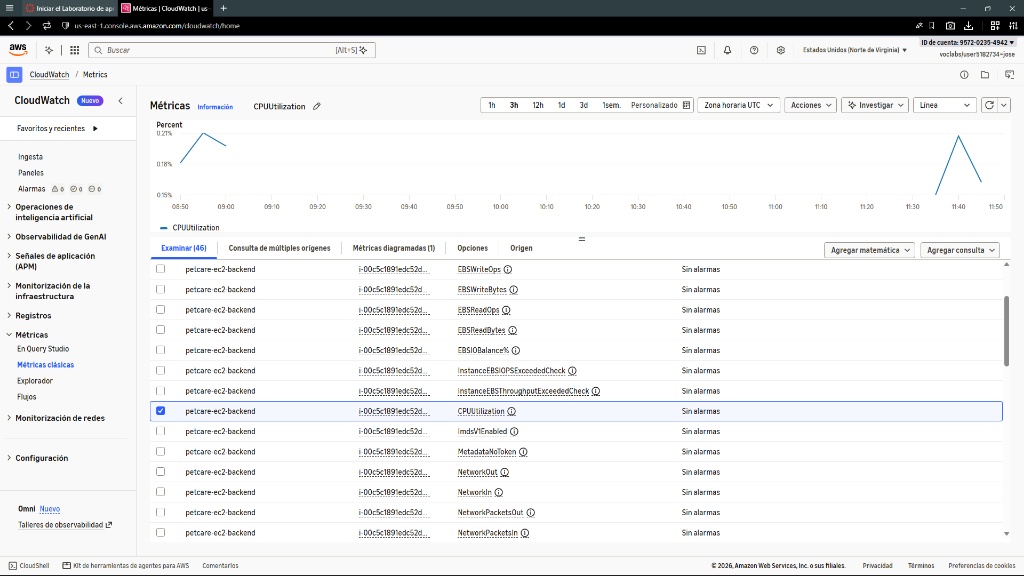 Iniciar el Laboratorio de ap
Métricas | CloudWatch | us-
us-east-1.console.aws.amazon.com/cloudwatch/home
aws
Buscar
[Alt+S]
Estados Unidos (Norte de Virginia)
ID de cuenta: 9572-0235-4942
voclabs/user5182734=jose
CloudWatch / Metrics
CloudWatch Nuevo
Favoritos y recientes
Ingesta
Paneles
Alarmas 0 0 0
Operaciones de
inteligencia artificial
Observabilidad de GenAI
Señales de aplicación
(APM)
Monitorización de la
infraestructura
Registros
Métricas
En Query Studio
Métricas clásicas
Explorador
Flujos
Monitorización de redes
Configuración
Omni Nuevo
Talleres de observabilidad
Métricas Información CPUUtilization
1h 3h 12h 1d 3d 1sem. Personalizado
Zona horaria UTC
Acciones
Investigar
Línea
Percent
0.21%
0.18%
0.15%
08:50 09:00 09:10 09:20 09:30 09:40 09:50 10:00 10:10 10:20 10:30 10:40 10:50 11:00 11:10 11:20 11:30 11:40 11:50
CPUUtilization
Examinar (46) Consulta de múltiples orígenes Métricas diagramadas (1) Opciones Origen
Agregar matemática
Agregar consulta
petcare-ec2-backend i-00c5c1891edc52d... EBSWriteOps Sin alarmas
petcare-ec2-backend i-00c5c1891edc52d... EBSWriteBytes Sin alarmas
petcare-ec2-backend i-00c5c1891edc52d... EBSReadOps Sin alarmas
petcare-ec2-backend i-00c5c1891edc52d... EBSReadBytes Sin alarmas
petcare-ec2-backend i-00c5c1891edc52d... EBSIOBalance% Sin alarmas
petcare-ec2-backend i-00c5c1891edc52d... InstanceEBSIOPSExceededCheck Sin alarmas
petcare-ec2-backend i-00c5c1891edc52d... InstanceEBSThroughputExceededCheck Sin alarmas
petcare-ec2-backend i-00c5c1891edc52d... CPUUtilization Sin alarmas
petcare-ec2-backend i-00c5c1891edc52d... ImdsV1Enabled Sin alarmas
petcare-ec2-backend i-00c5c1891edc52d... MetadataNoToken Sin alarmas
petcare-ec2-backend i-00c5c1891edc52d... NetworkOut Sin alarmas
petcare-ec2-backend i-00c5c1891edc52d... NetworkIn Sin alarmas
petcare-ec2-backend i-00c5c1891edc52d... NetworkPacketsOut Sin alarmas
petcare-ec2-backend i-00c5c1891edc52d... NetworkPacketsIn Sin alarmas
CloudShell Kit de herramientas de agentes para AWS Comentarios
© 2026, Amazon Web Services, Inc. o sus filiales. Privacidad Términos Preferencias de cookies